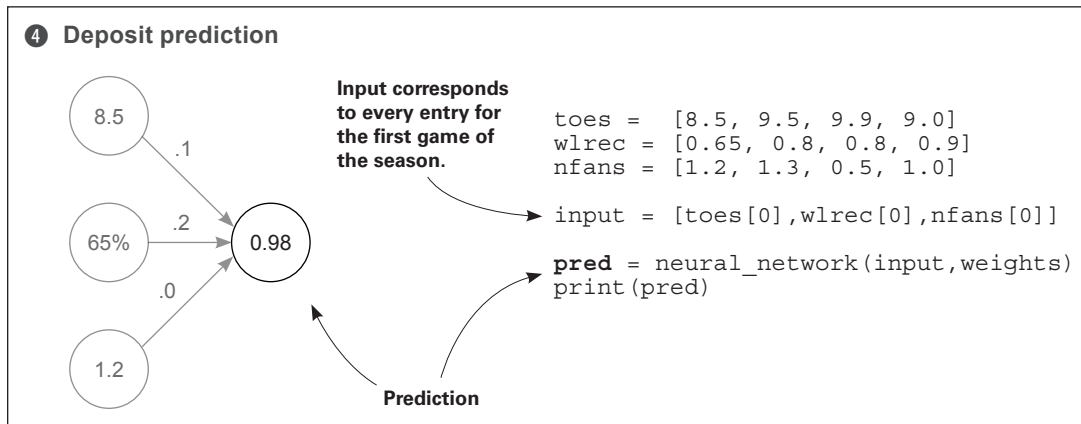 4 Deposit prediction
8.5
.1
65%
.2
0.98
.0
1.2
Input corresponds
to every entry for
the first game of
the season.
toes =  [8.5, 9.5, 9.9, 9.0]
wlrec = [0.65, 0.8, 0.8, 0.9]
nfans = [1.2, 1.3, 0.5, 1.0]
input = [toes[0],wlrec[0],nfans[0]]
pred = neural_network(input,weights)
print(pred)
Prediction